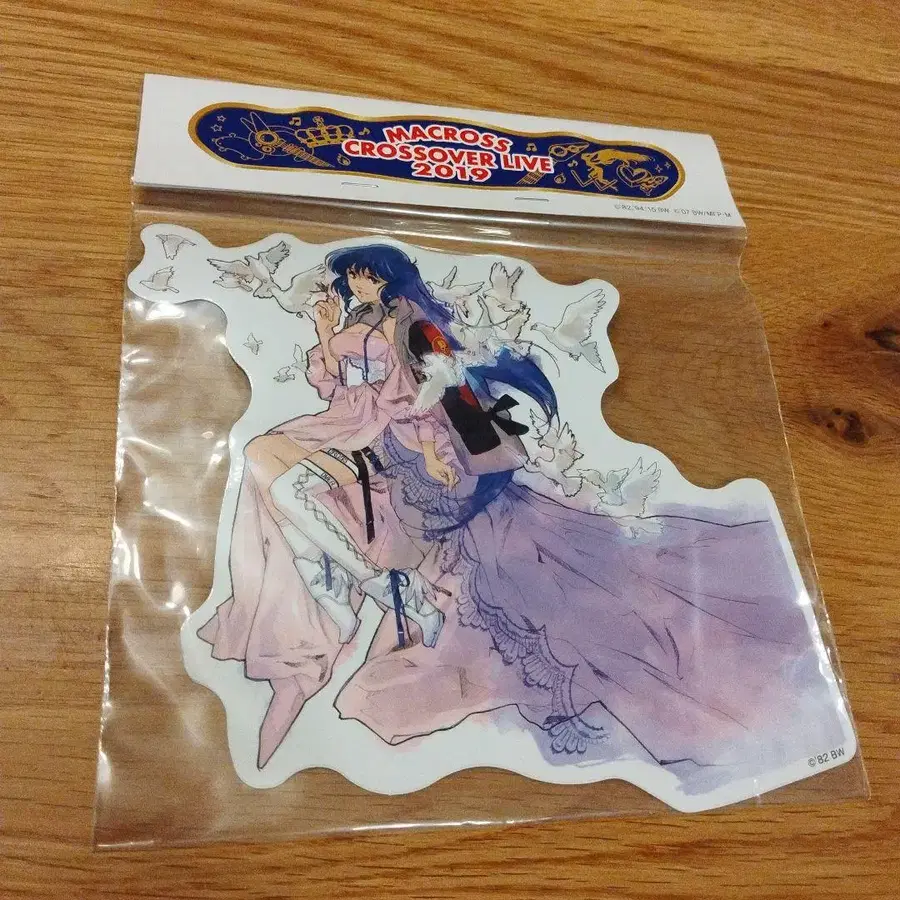 MACROSS
CROSSOVER LIVE
2019
©'82,'94,'15 BW ©'07 BW/MFP・M
©'82 BW